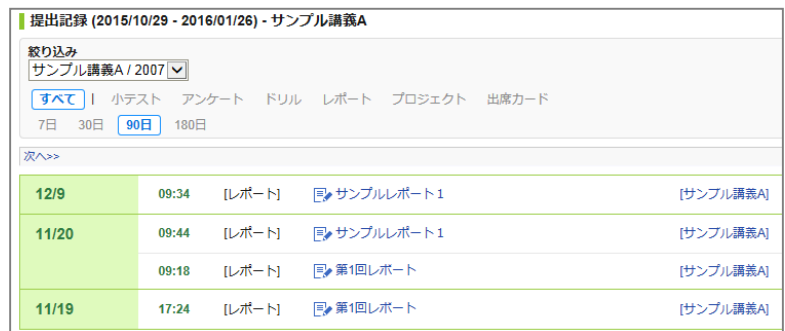 提出記録 (2015/10/29 - 2016/01/26) - サンプル講義A
絞り込み
サンプル講義A / 2007
すべて | 小テスト アンケート ドリル レポート プロジェクト 出席カード
7日 30日 90日 180日
次へ>>
12/9 09:34 [レポート] サンプルレポート1 [サンプル講義A]
11/20 09:44 [レポート] サンプルレポート1 [サンプル講義A]
09:18 [レポート] 第1回レポート
11/19 17:24 [レポート] 第1回レポート [サンプル講義A]